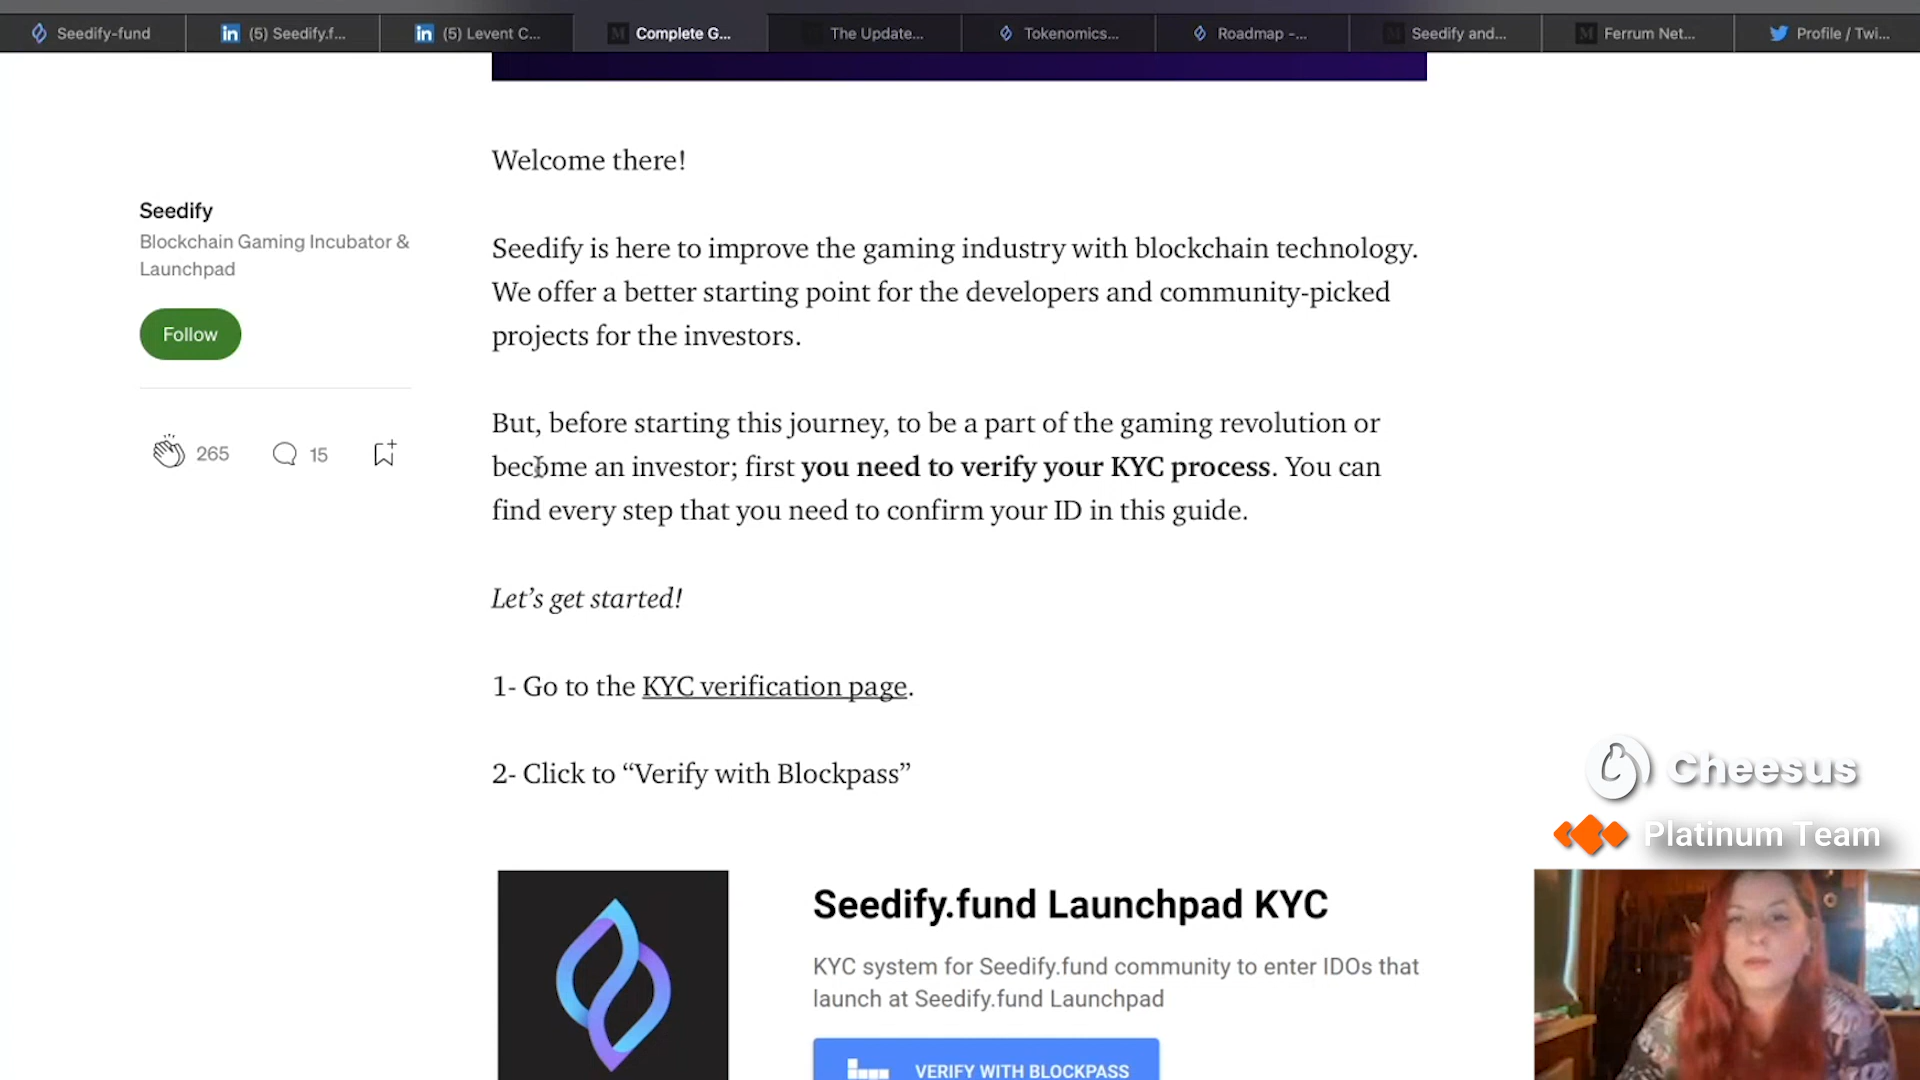 Seedify-fund
(5) Seedify.f...
(5) Levent C...
Complete G...
The Update...
Tokenomics...
Roadmap -...
Seedify and...
Ferrum Net...
Profile / Twi...
Welcome there!
Seedify
Blockchain Gaming Incubator &
Launchpad
Follow
265
15
Seedify is here to improve the gaming industry with blockchain technology.
We offer a better starting point for the developers and community-picked
projects for the investors.
But, before starting this journey, to be a part of the gaming revolution or
become an investor; first you need to verify your KYC process. You can
find every step that you need to confirm your ID in this guide.
Let's get started!
1- Go to the KYC verification page.
2- Click to “Verify with Blockpass”
Seedify.fund Launchpad KYC
KYC system for Seedify.fund community to enter IDOs that
launch at Seedify.fund Launchpad
VERIFY WITH BLOCKPASS
Cheesus
Platinum Team